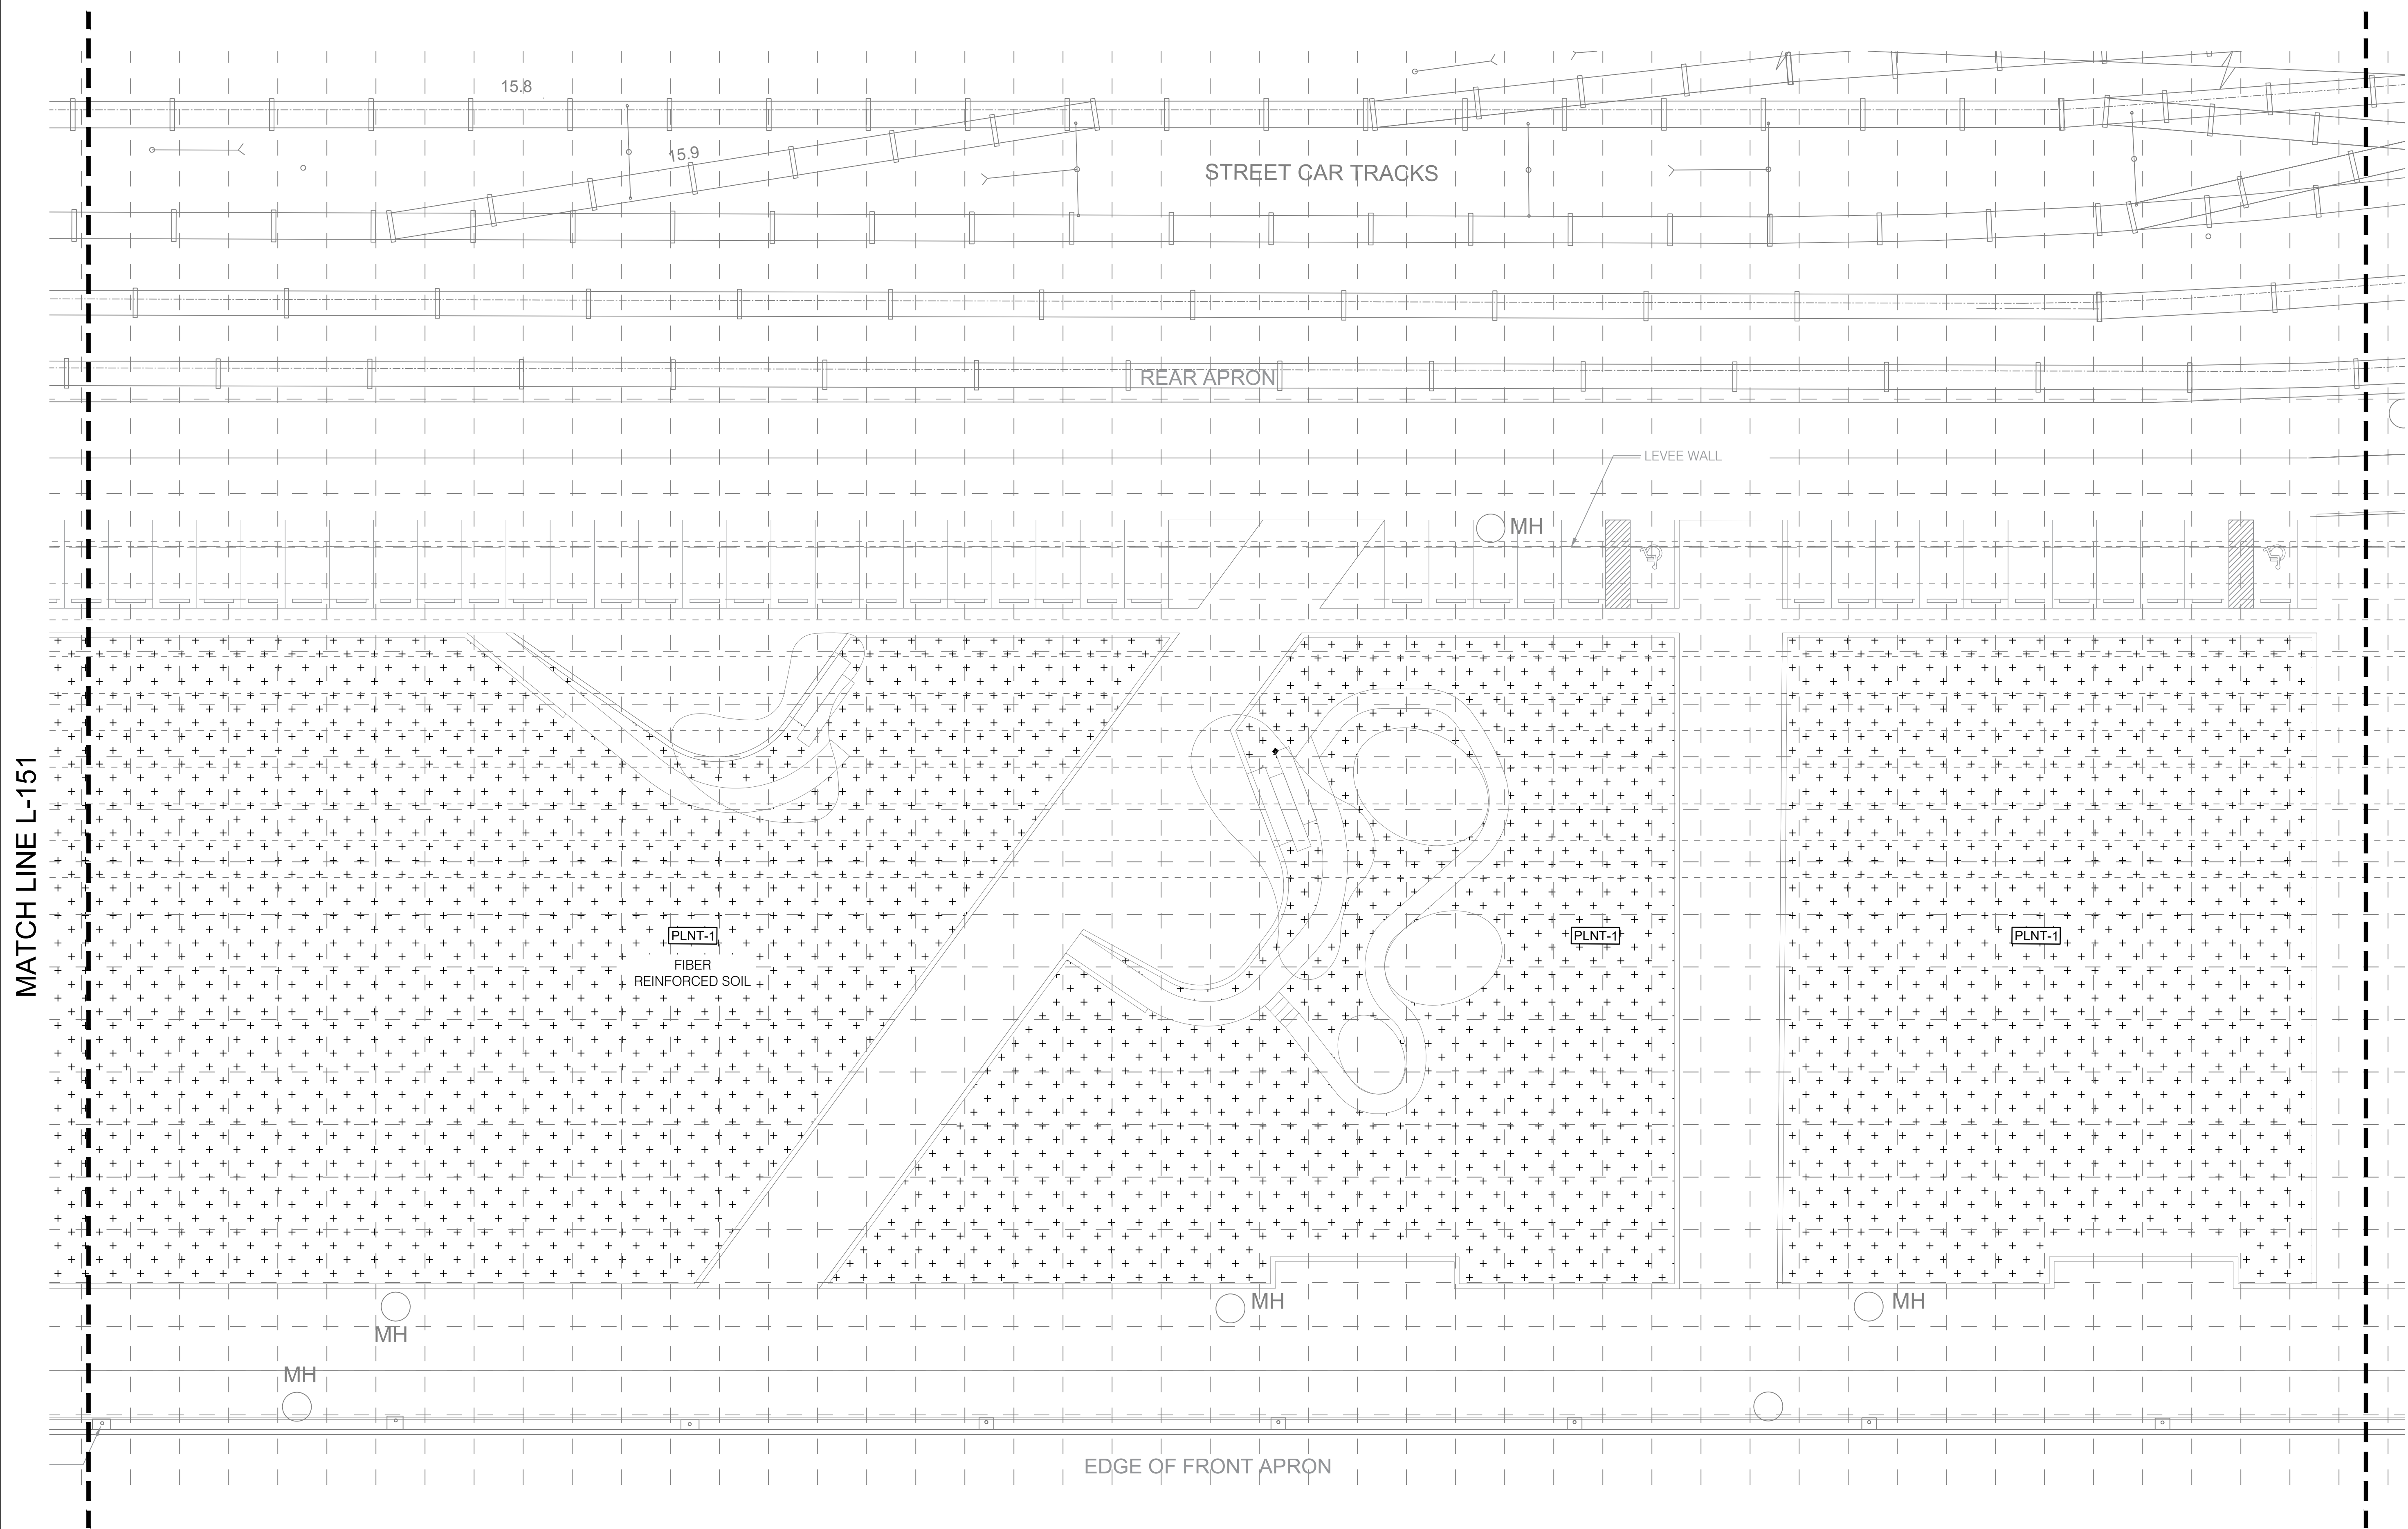 15.8
15.9
STREET CAR TRACKS
REAR APRON
LEVEE WALL
MH
MATCH LINE L-151
PLNT-1
FIBER
REINFORCED SOIL
PLNT-1
PLNT-1
MH
MH
MH
MH
EDGE OF FRONT APRON